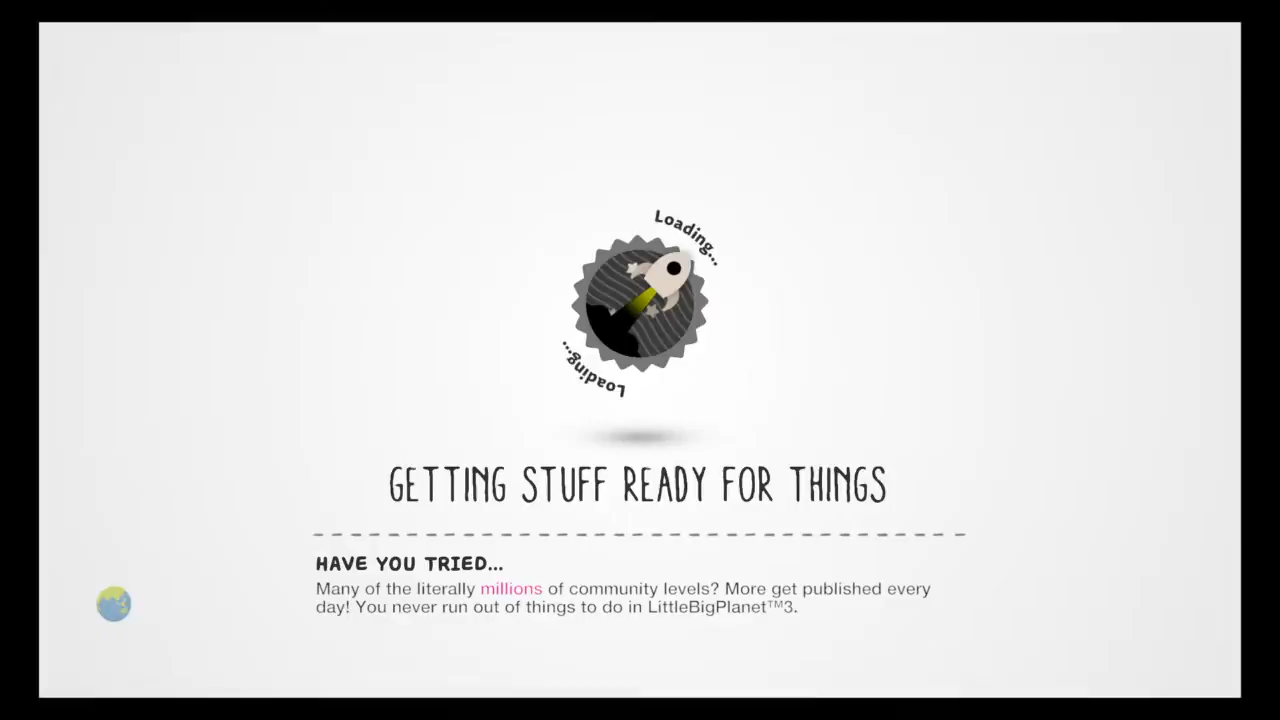 Loading...
Loading...
GETTING STUFF READY FOR THINGS
HAVE YOU TRIED...
Many of the literally millions of community levels? More get published every
day! You never run out of things to do in LittleBigPlanet™3.